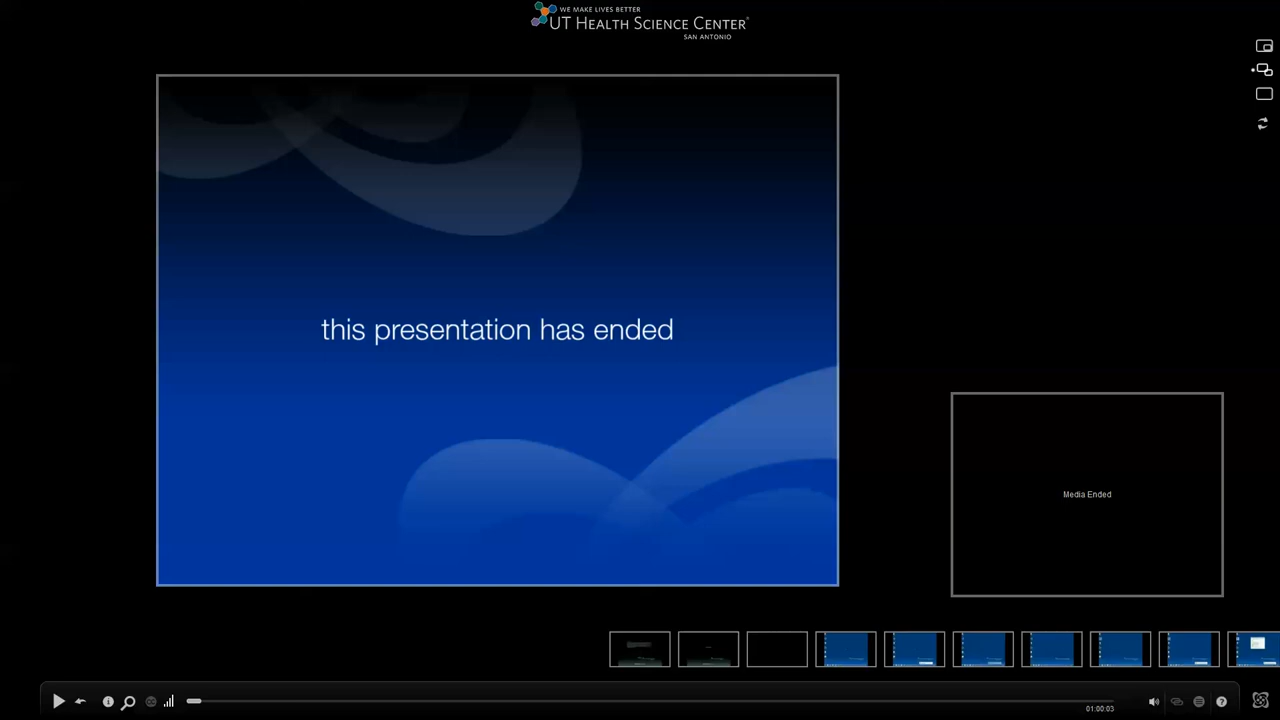 WE MAKE LIVES BETTER
UT HEALTH SCIENCE CENTER®
SAN ANTONIO
this presentation has ended
Media Ended
01:00:03